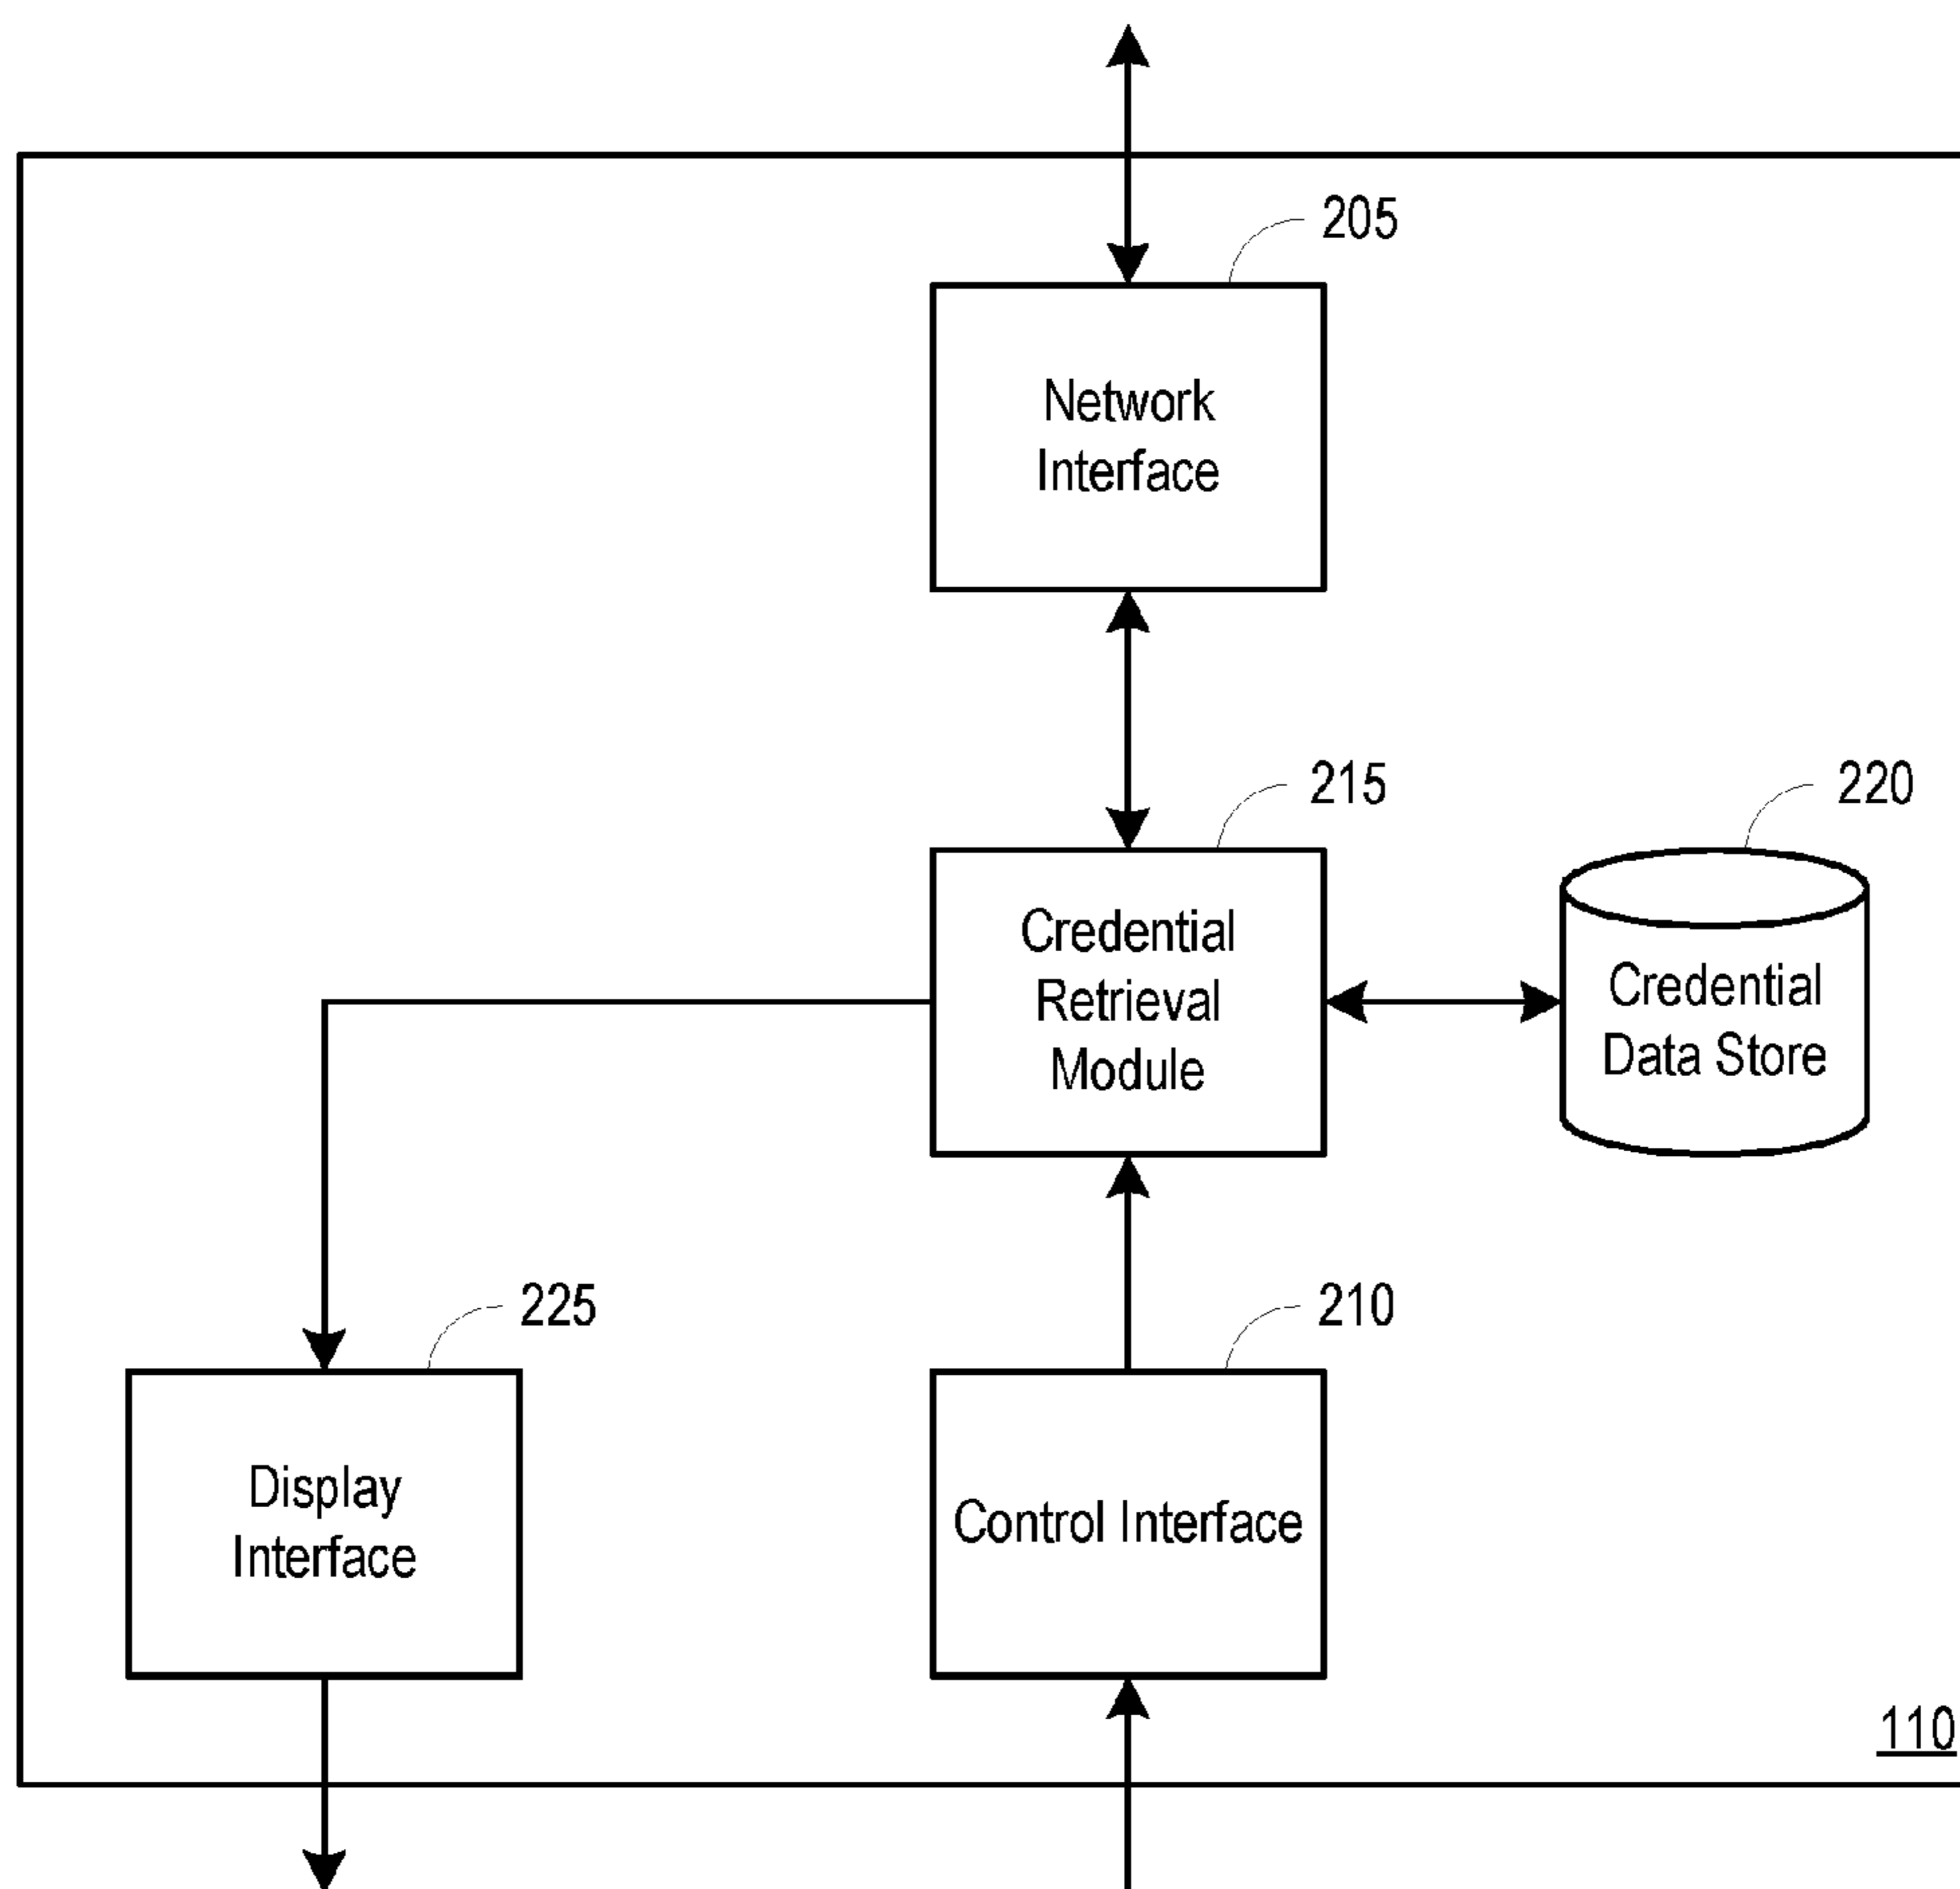 205
Network
Interface
215
220
Credential
Retrieval
Module
Credential
Data Store
225
210
Display
Interface
Control Interface
110